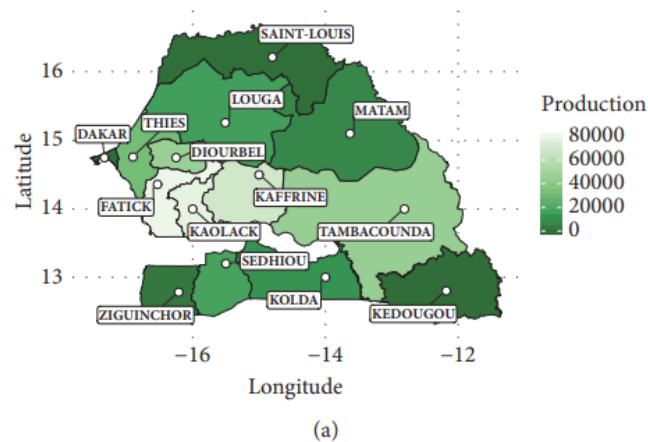 SAINT-LOUIS
16
LOUGA
MATAM
Production
THIES
80000
DAKAR
15
60000
DIOURBEL
40000
Latitude
20000
KAFFRINE
FATICK
0
14
KAOLACK
TAMBACOUNDA
SEDHIOU
13
KOLDA
ZIGUINCHOR
KEDOUGOU
−16
−14
−12
Longitude
(a)